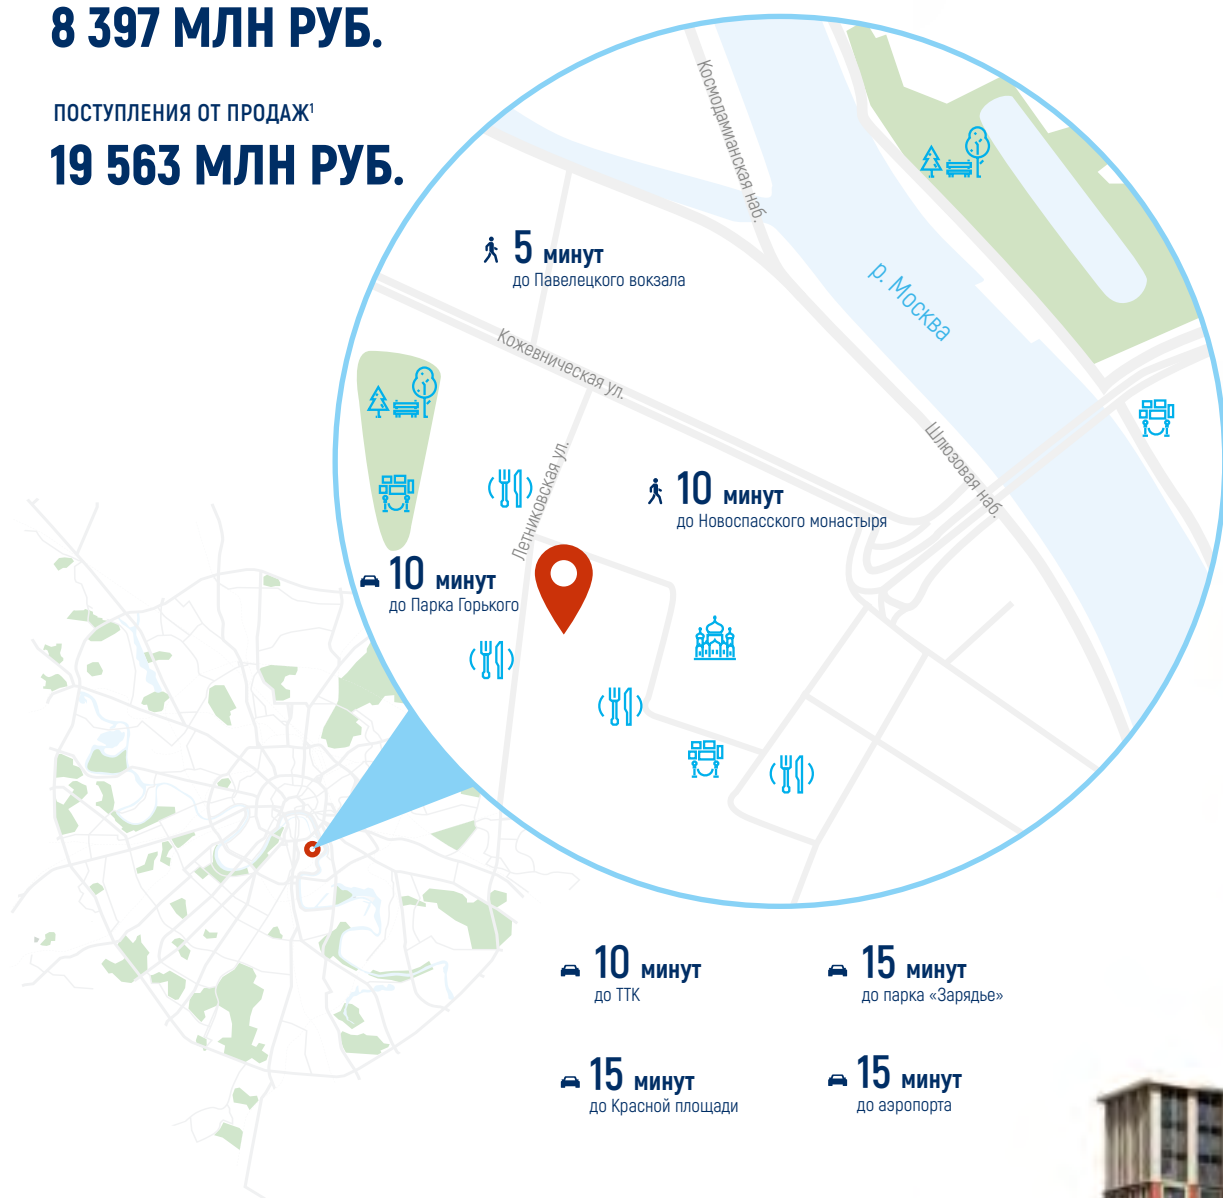 8 397 МЛН РУБ.
ПОСТУПЛЕНИЯ ОТ ПРОДАЖ¹
19 563 МЛН РУБ.
Космодамианская наб.
5 минут
до Павелецкого вокзала
р. Москва
Кожевническая ул.
Летниковская ул.
Шлюзовая наб.
10 минут
до Новоспасского монастыря
10 минут
до Парка Горького
10 минут
до ТТК
15 минут
до парка «Зарядье»
15 минут
до Красной площади
15 минут
до аэропорта